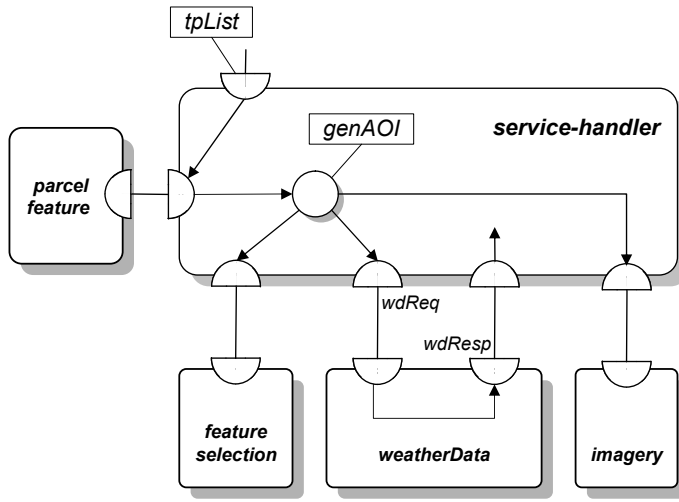 tpList
genAOI
service-handler
parcel
feature
wdReq
wdResp
feature
selection
weatherData
imagery